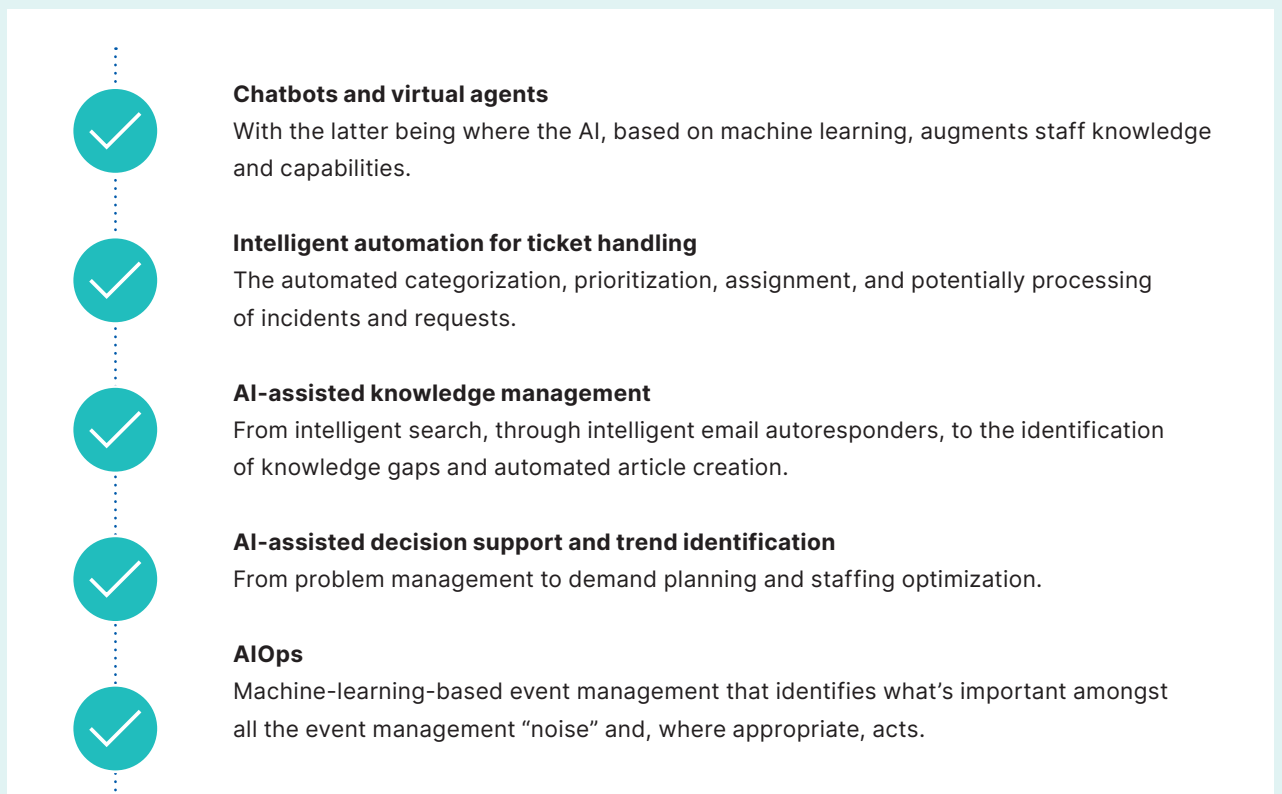 Chatbots and virtual agents
With the latter being where the AI, based on machine learning, augments staff knowledge
and capabilities.
Intelligent automation for ticket handling
The automated categorization, prioritization, assignment, and potentially processing
of incidents and requests.
AI-assisted knowledge management
From intelligent search, through intelligent email autoresponders, to the identification
of knowledge gaps and automated article creation.
AI-assisted decision support and trend identification
From problem management to demand planning and staffing optimization.
AIOps
Machine-learning-based event management that identifies what’s important amongst
all the event management “noise” and, where appropriate, acts.